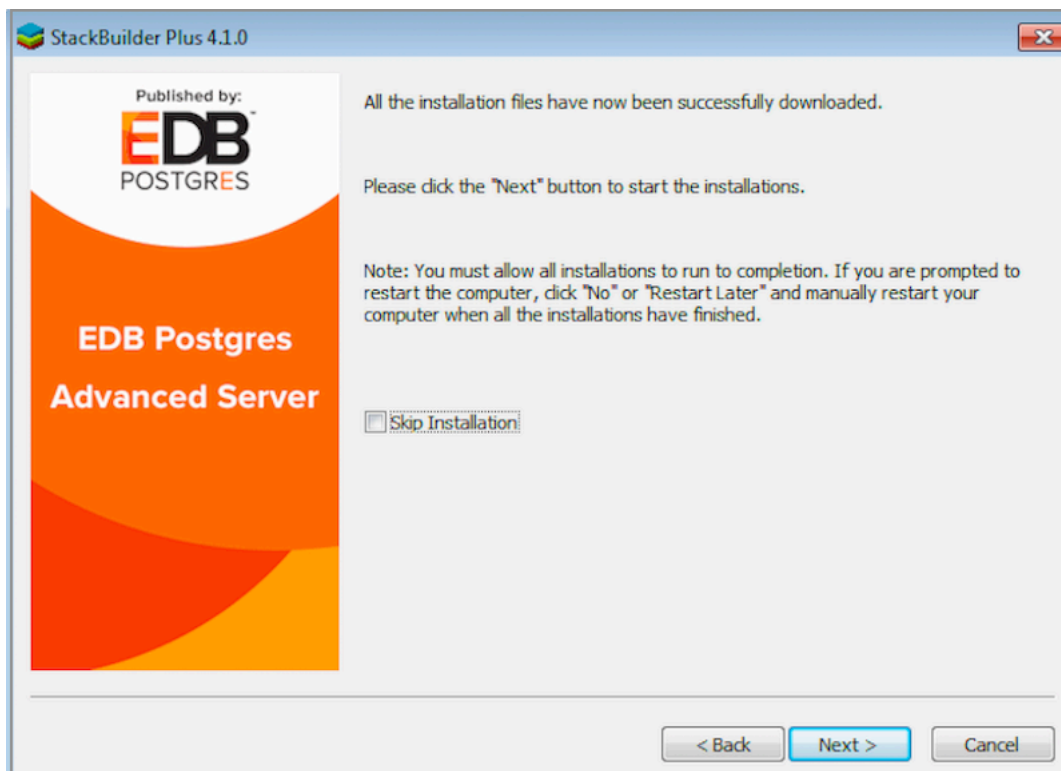 StackBuilder Plus 4.1.0
Published by:
EDB™
POSTGRES
EDB Postgres
Advanced Server
All the installation files have now been successfully downloaded.
Please click the "Next" button to start the installations.
Note: You must allow all installations to run to completion. If you are prompted to
restart the computer, click "No" or "Restart Later" and manually restart your
computer when all the installations have finished.
Skip Installation
< Back
Next >
Cancel